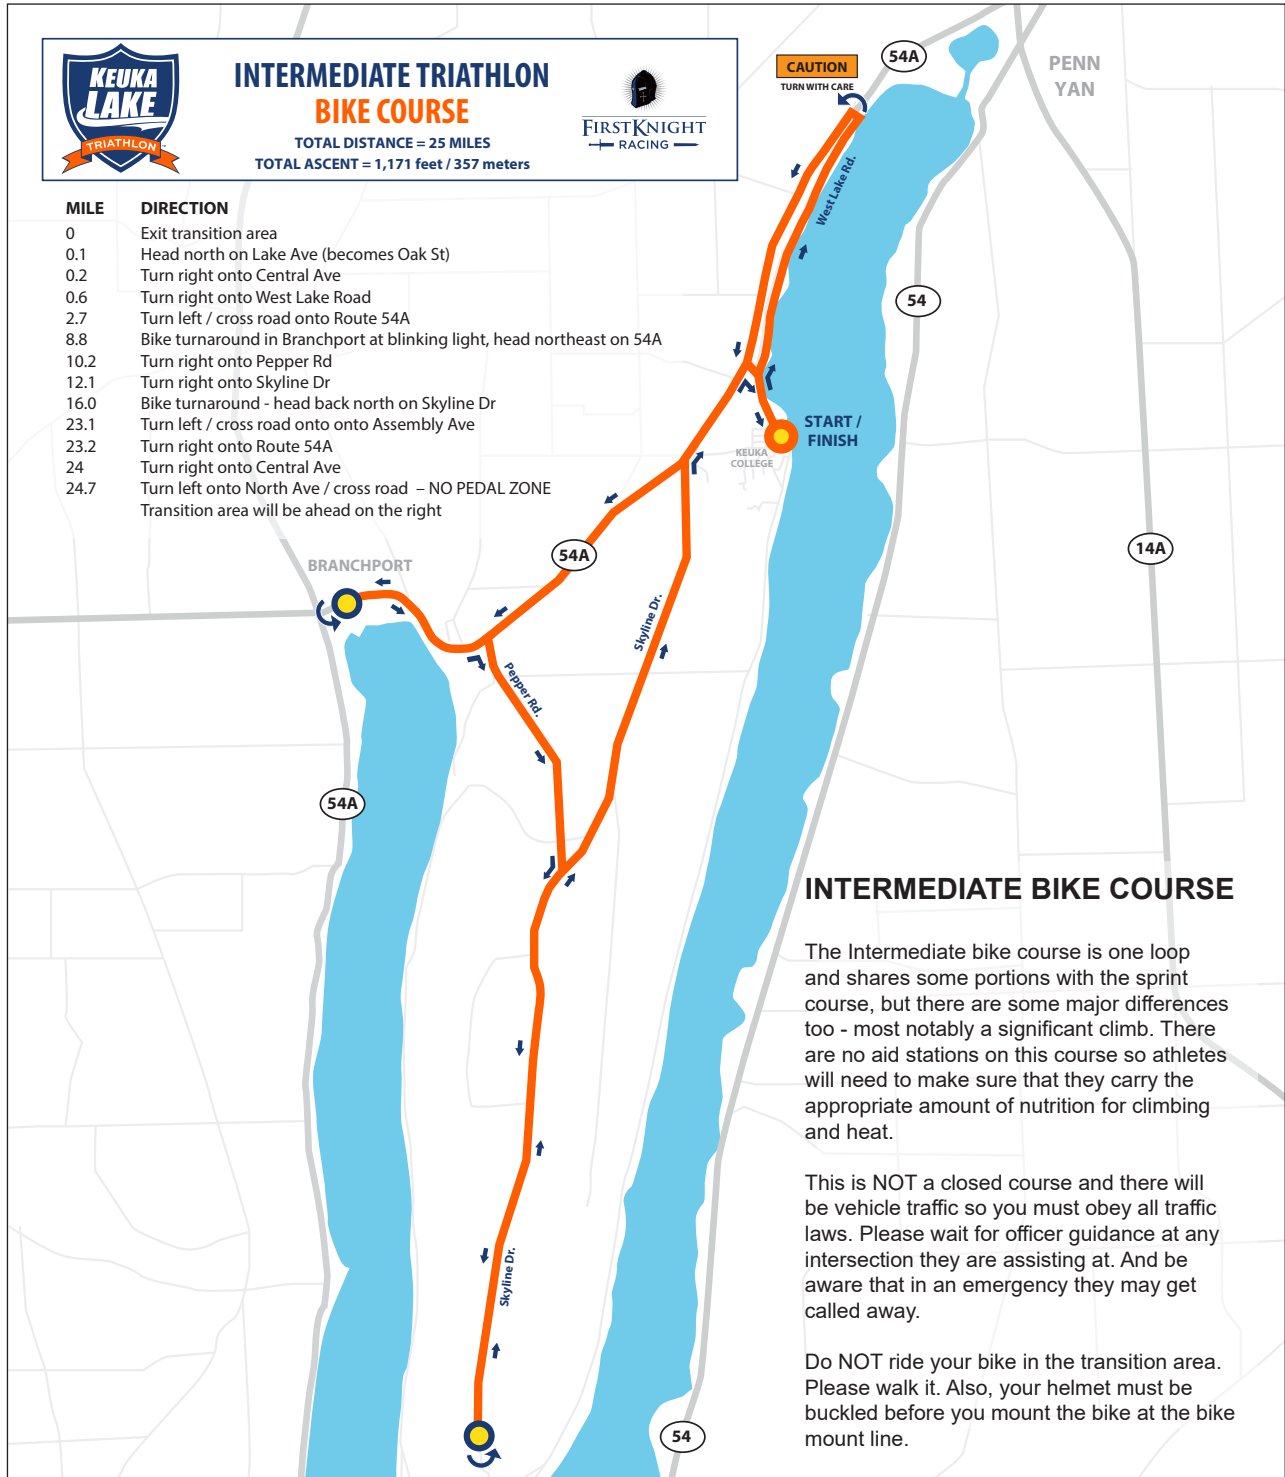 KEUKA
LAKE
TRIATHLON
INTERMEDIATE TRIATHLON
BIKE COURSE
TOTAL DISTANCE = 25 MILES
TOTAL ASCENT = 1,171 feet / 357 meters
FIRSTKNIGHT
RACING
MILE DIRECTION
0 Exit transition area
0.1 Head north on Lake Ave (becomes Oak St)
0.2 Turn right onto Central Ave
0.6 Turn right onto West Lake Road
2.7 Turn left / cross road onto Route 54A
8.8 Bike turnaround in Branchport at blinking light, head northeast on 54A
10.2 Turn right onto Pepper Rd
12.1 Turn right onto Skyline Dr
16.0 Bike turnaround - head back north on Skyline Dr
23.1 Turn left / cross road onto onto Assembly Ave
23.2 Turn right onto Route 54A
24 Turn right onto Central Ave
24.7 Turn left onto North Ave / cross road – NO PEDAL ZONE
Transition area will be ahead on the right
CAUTION
TURN WITH CARE
54A
PENN
YAN
West Lake Rd.
54
START /
FINISH
KEUKA
COLLEGE
54A
14A
BRANCHPORT
Skyline Dr.
Pepper Rd.
54A
Skyline Dr.
54
INTERMEDIATE BIKE COURSE
The Intermediate bike course is one loop
and shares some portions with the sprint
course, but there are some major differences
too - most notably a significant climb. There
are no aid stations on this course so athletes
will need to make sure that they carry the
appropriate amount of nutrition for climbing
and heat.
This is NOT a closed course and there will
be vehicle traffic so you must obey all traffic
laws. Please wait for officer guidance at any
intersection they are assisting at. And be
aware that in an emergency they may get
called away.
Do NOT ride your bike in the transition area.
Please walk it. Also, your helmet must be
buckled before you mount the bike at the bike
mount line.